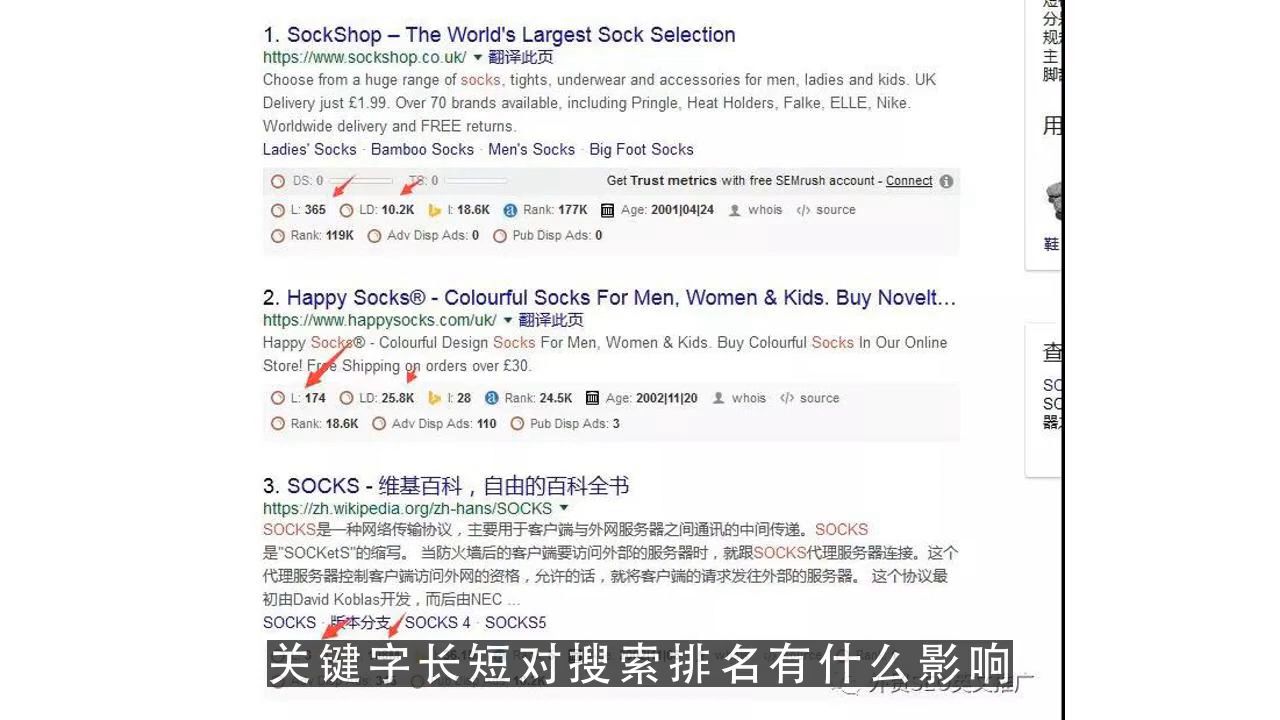 1. SockShop – The World's Largest Sock Selection
https://www.sockshop.co.uk/ ▼ 翻译此页
Choose from a huge range of socks, tights, underwear and accessories for men, ladies and kids. UK
Delivery just £1.99. Over 70 brands available, including Pringle, Heat Holders, Falke, ELLE, Nike.
Worldwide delivery and FREE returns.
Ladies' Socks · Bamboo Socks · Men's Socks · Big Foot Socks
DS: 0 TS: 0 Get Trust metrics with free SEMrush account - Connect
L: 365 LD: 10.2K I: 18.6K Rank: 177K Age: 2001|04|24 whois </> source
Rank: 119K Adv Disp Ads: 0 Pub Disp Ads: 0
2. Happy Socks® - Colourful Socks For Men, Women & Kids. Buy Novelt…
https://www.happysocks.com/uk/ ▼ 翻译此页
Happy Socks® - Colourful Design Socks For Men, Women & Kids. Buy Colourful Socks In Our Online
Store! Free Shipping on orders over £30.
L: 174 LD: 25.8K I: 28 Rank: 24.5K Age: 2002|11|20 whois </> source
Rank: 18.6K Adv Disp Ads: 110 Pub Disp Ads: 3
3. SOCKS - 维基百科，自由的百科全书
https://zh.wikipedia.org/zh-hans/SOCKS ▼
SOCKS是一种网络传输协议，主要用于客户端与外网服务器之间通讯的中间传递。SOCKS
是"SOCKetS"的缩写。 当防火墙后的客户端要访问外部的服务器时，就跟SOCKS代理服务器连接。这个
代理服务器控制客户端访问外网的资格，允许的话，就将客户端的请求发往外部的服务器。 这个协议最
初由David Koblas开发，而后由NEC ...
SOCKS · 版本分支 · SOCKS 4 · SOCKS5
关键字长短对搜索排名有什么影响
用
鞋
查
SO
SO
器